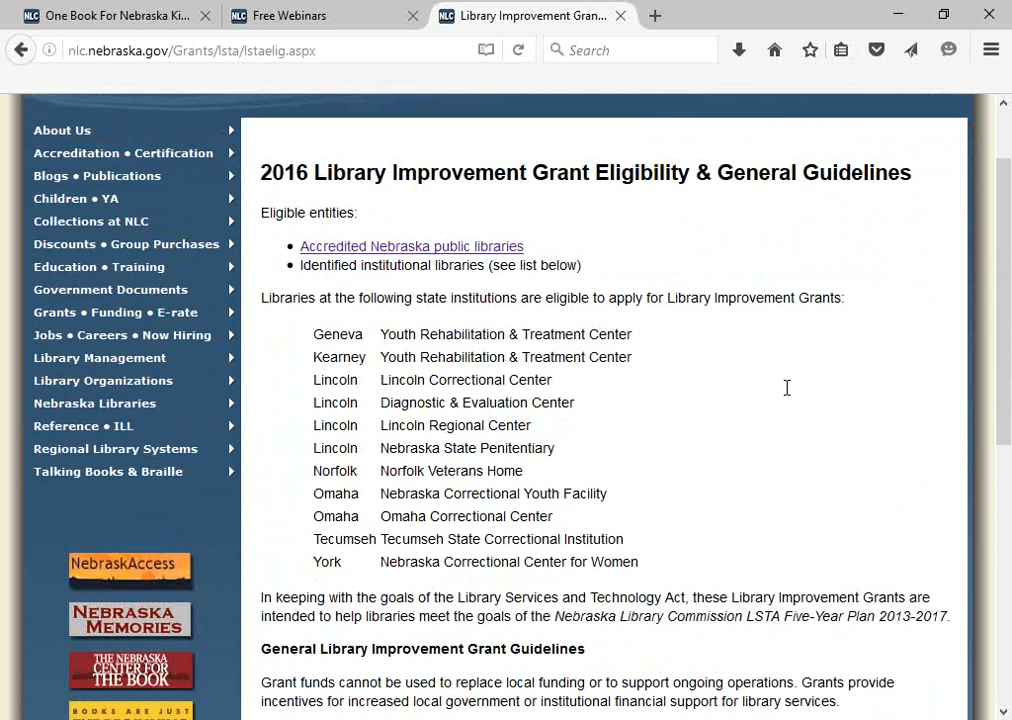 NLC One Book For Nebraska Ki...
NLC Free Webinars
NLC Library Improvement Gran...
nlc.nebraska.gov/Grants/lsta/lstaelig.aspx
Search
About Us
Accreditation • Certification
Blogs • Publications
Children • YA
Collections at NLC
Discounts • Group Purchases
Education • Training
Government Documents
Grants • Funding • E-rate
Jobs • Careers • Now Hiring
Library Management
Library Organizations
Nebraska Libraries
Reference • ILL
Regional Library Systems
Talking Books & Braille
NebraskAccess
NEBRASKA
MEMORIES
THE NEBRASKA
CENTER FOR
THE BOOK
BOOKS ARE JUST
2016 Library Improvement Grant Eligibility & General Guidelines
Eligible entities:
• Accredited Nebraska public libraries
• Identified institutional libraries (see list below)
Libraries at the following state institutions are eligible to apply for Library Improvement Grants:
Geneva Youth Rehabilitation & Treatment Center
Kearney Youth Rehabilitation & Treatment Center
Lincoln Lincoln Correctional Center
Lincoln Diagnostic & Evaluation Center
Lincoln Lincoln Regional Center
Lincoln Nebraska State Penitentiary
Norfolk Norfolk Veterans Home
Omaha Nebraska Correctional Youth Facility
Omaha Omaha Correctional Center
Tecumseh Tecumseh State Correctional Institution
York Nebraska Correctional Center for Women
In keeping with the goals of the Library Services and Technology Act, these Library Improvement Grants are
intended to help libraries meet the goals of the Nebraska Library Commission LSTA Five-Year Plan 2013-2017.
General Library Improvement Grant Guidelines
Grant funds cannot be used to replace local funding or to support ongoing operations. Grants provide
incentives for increased local government or institutional financial support for library services.